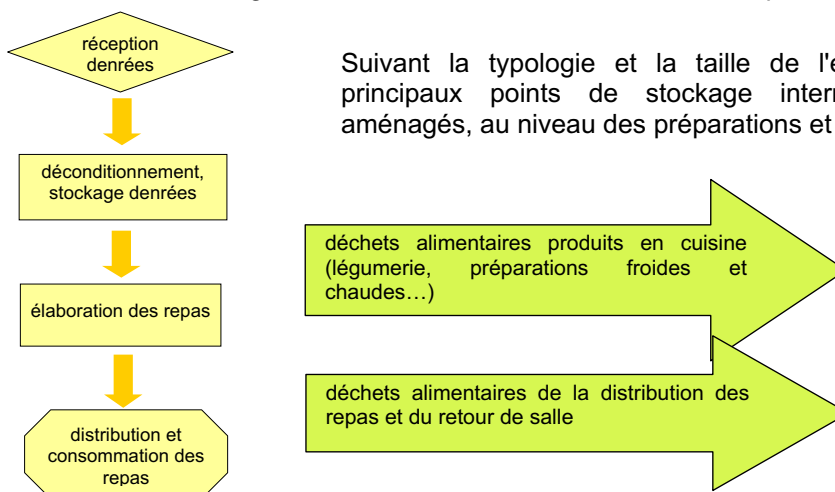 réception
denrées
Suivant la typologie et la taille de
principaux points de stockage
aménagés, au niveau des préparations et
déconditionnement,
stockage denrées
déchets alimentaires produits en cuisine
(légumerie, préparations froides et
chaudes…)
élaboration des repas
déchets alimentaires de la distribution des
repas et du retour de salle
distribution et
consommation des
repas